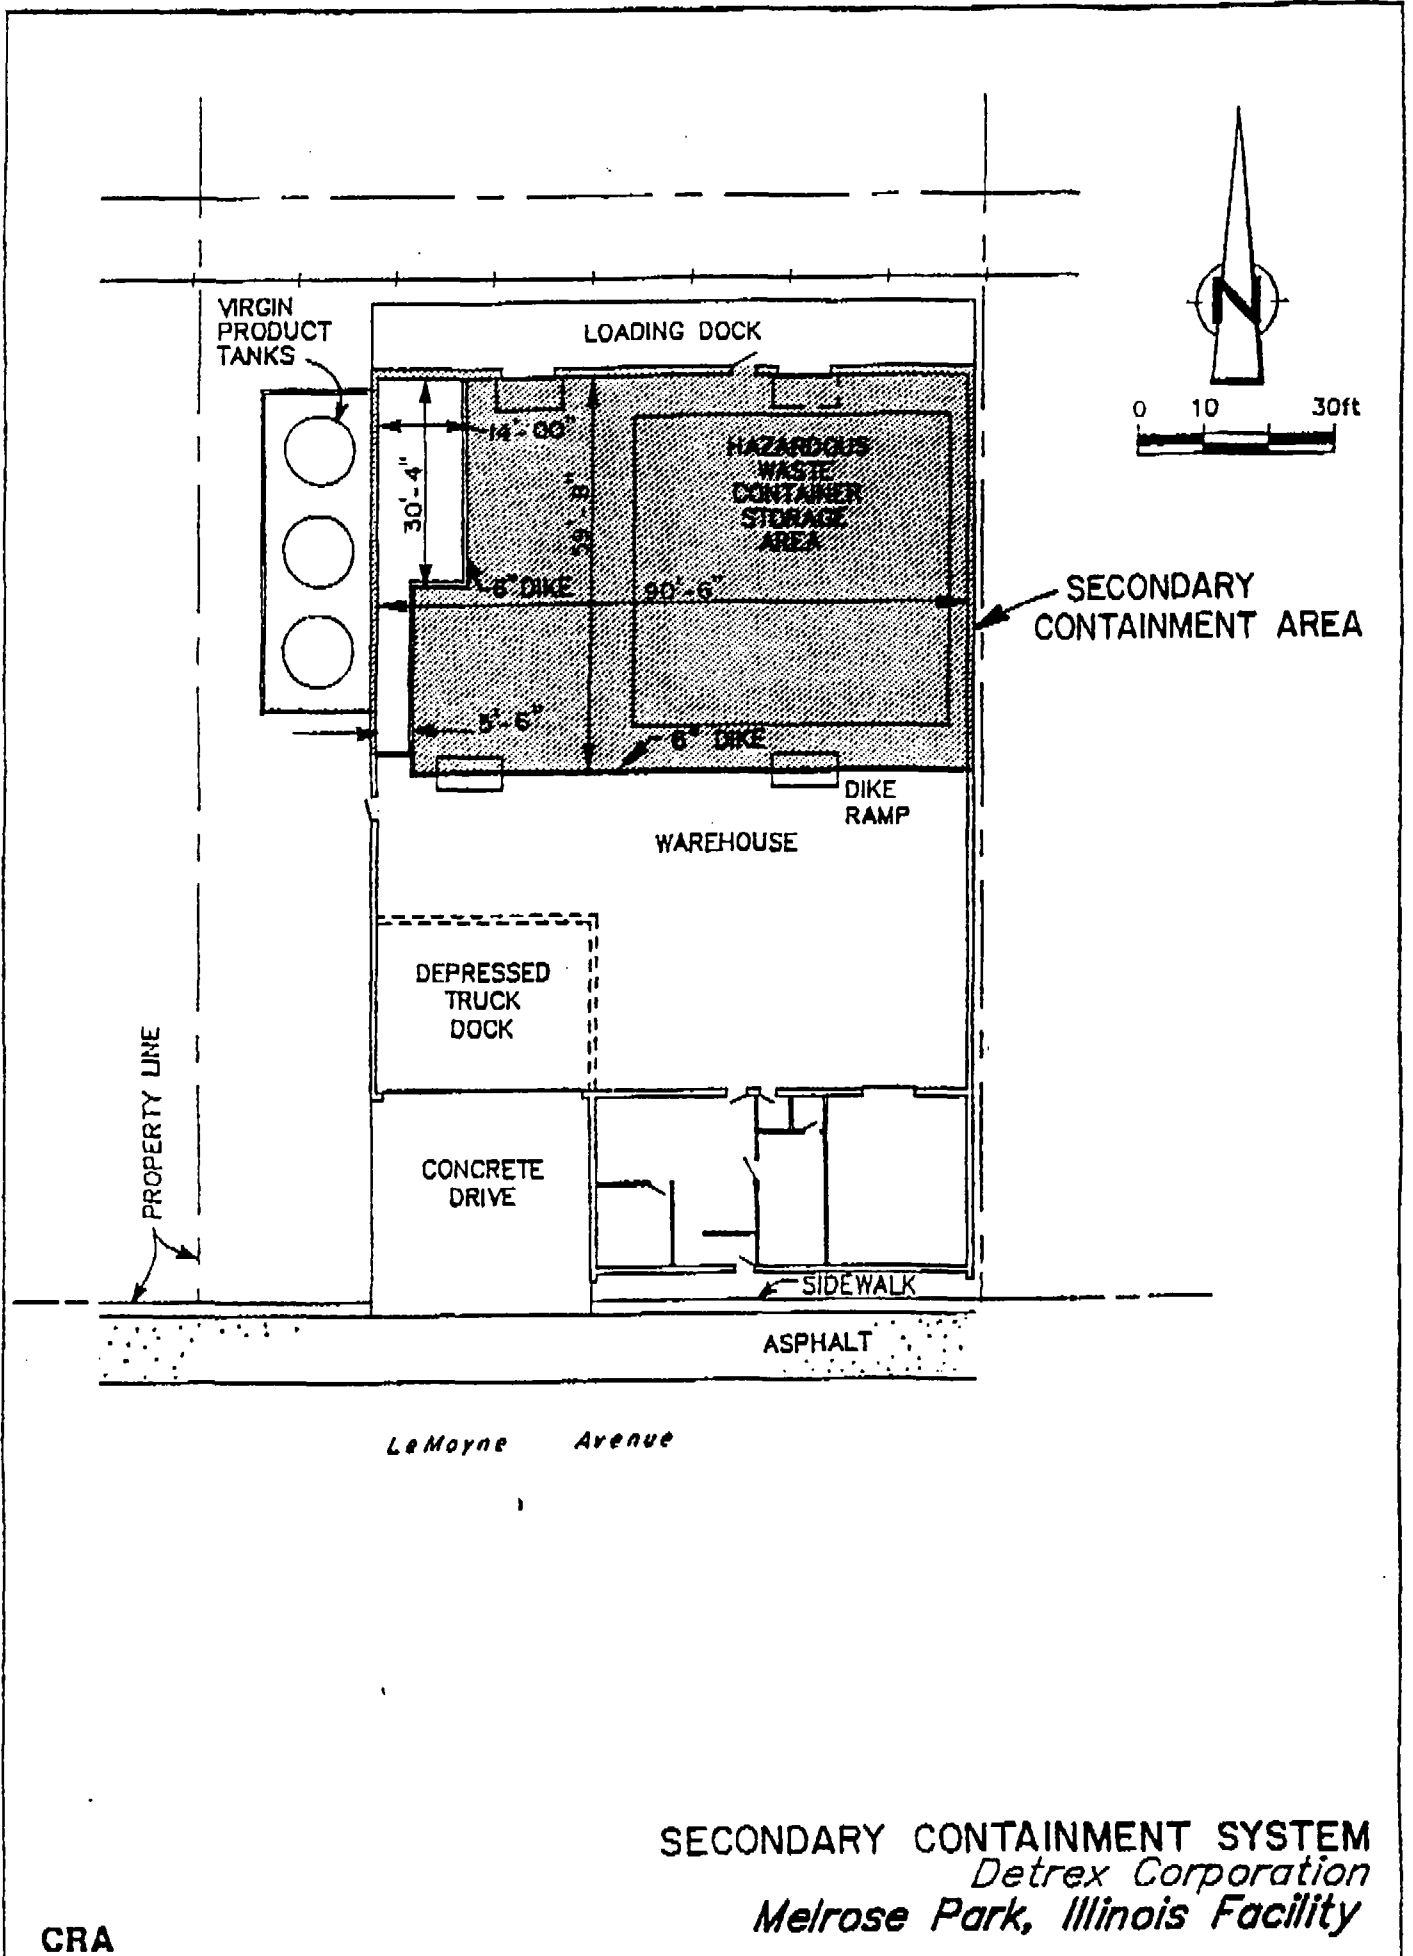 VIRGIN
PRODUCT
TANKS
LOADING DOCK
N
0 10 30ft
14'-00"
30'-4"
59'-8"
HAZARDOUS
WASTE
CONTAINER
STORAGE
AREA
6" DIKE
90'-6"
SECONDARY
CONTAINMENT AREA
5'-6"
6" DIKE
DIKE
RAMP
WAREHOUSE
DEPRESSED
TRUCK
DOCK
PROPERTY LINE
CONCRETE
DRIVE
SIDEWALK
ASPHALT
LeMoyne Avenue
SECONDARY CONTAINMENT SYSTEM
Detrex Corporation
Melrose Park, Illinois Facility
CRA